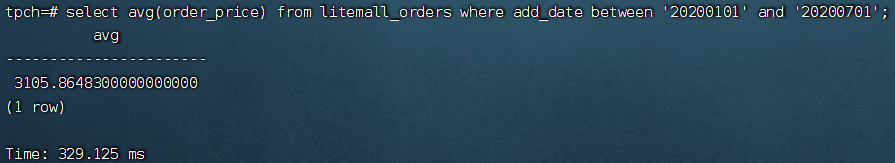 tpch=# select avg(order_price) from litemall_orders where add_date between '20200101' and '20200701';
avg
-----------------------
3105.8648300000000000
(1 row)
Time: 329.125 ms